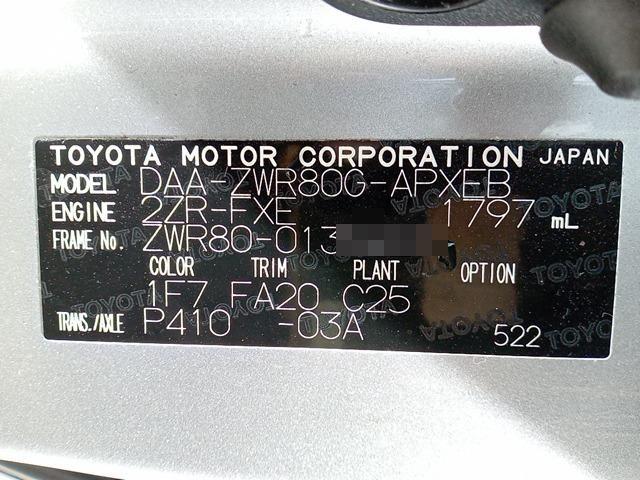 TOYOTA MOTOR CORPORATION JAPAN
MODEL DAA-ZWR80G-APXEB
ENGINE 2ZR-FXE 1797 mL
FRAME No. ZWR80-013
COLOR TRIM PLANT OPTION
1F7 FA20 C25
TRANS./AXLE P410 -03A 522